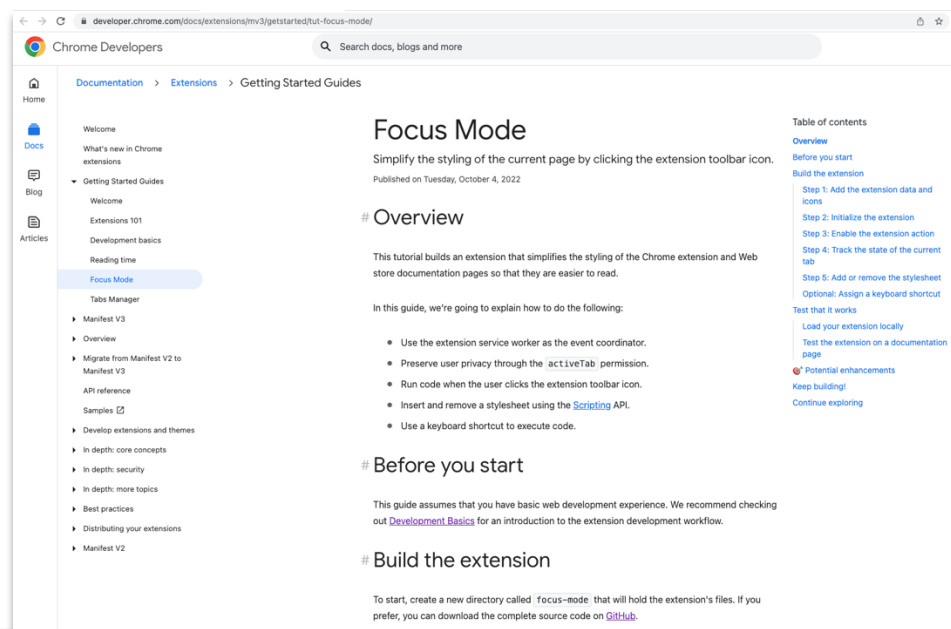 developer.chrome.com/docs/extensions/mv3/getstarted/tut-focus-mode/
Chrome Developers
Search docs, blogs and more
Home
Docs
Blog
Articles
Documentation > Extensions > Getting Started Guides
Welcome
What's new in Chrome
extensions
Getting Started Guides
Welcome
Extensions 101
Development basics
Reading time
Focus Mode
Tabs Manager
Manifest V3
Overview
Migrate from Manifest V2 to
Manifest V3
API reference
Samples
Develop extensions and themes
In depth: core concepts
In depth: security
In depth: more topics
Best practices
Distributing your extensions
Manifest V2
Focus Mode
Simplify the styling of the current page by clicking the extension toolbar icon.
Published on Tuesday, October 4, 2022
# Overview
This tutorial builds an extension that simplifies the styling of the Chrome extension and Web
store documentation pages so that they are easier to read.
In this guide, we're going to explain how to do the following:
Use the extension service worker as the event coordinator.
Preserve user privacy through the activeTab permission.
Run code when the user clicks the extension toolbar icon.
Insert and remove a stylesheet using the Scripting API.
Use a keyboard shortcut to execute code.
# Before you start
This guide assumes that you have basic web development experience. We recommend checking
out Development Basics for an introduction to the extension development workflow.
# Build the extension
To start, create a new directory called focus-mode that will hold the extension's files. If you
prefer, you can download the complete source code on GitHub.
Table of contents
Overview
Before you start
Build the extension
Step 1: Add the extension data and
icons
Step 2: Initialize the extension
Step 3: Enable the extension action
Step 4: Track the state of the current
tab
Step 5: Add or remove the stylesheet
Optional: Assign a keyboard shortcut
Test that it works
Load your extension locally
Test the extension on a documentation
page
🎯 Potential enhancements
Keep building!
Continue exploring